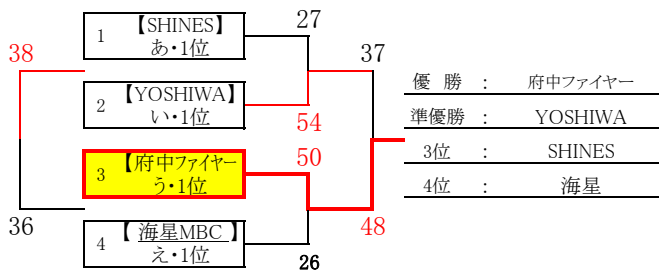 38
36
1
【SHINES】
あ・1位
2
【YOSHIWA】
い・1位
3
【府中ファイヤー
う・1位
4
【 海星MBC 】
え・1位
27
54
50
26
37
48
優 勝 : 府中ファイヤー
準優勝 : YOSHIWA
3位 : SHINES
4位 : 海星